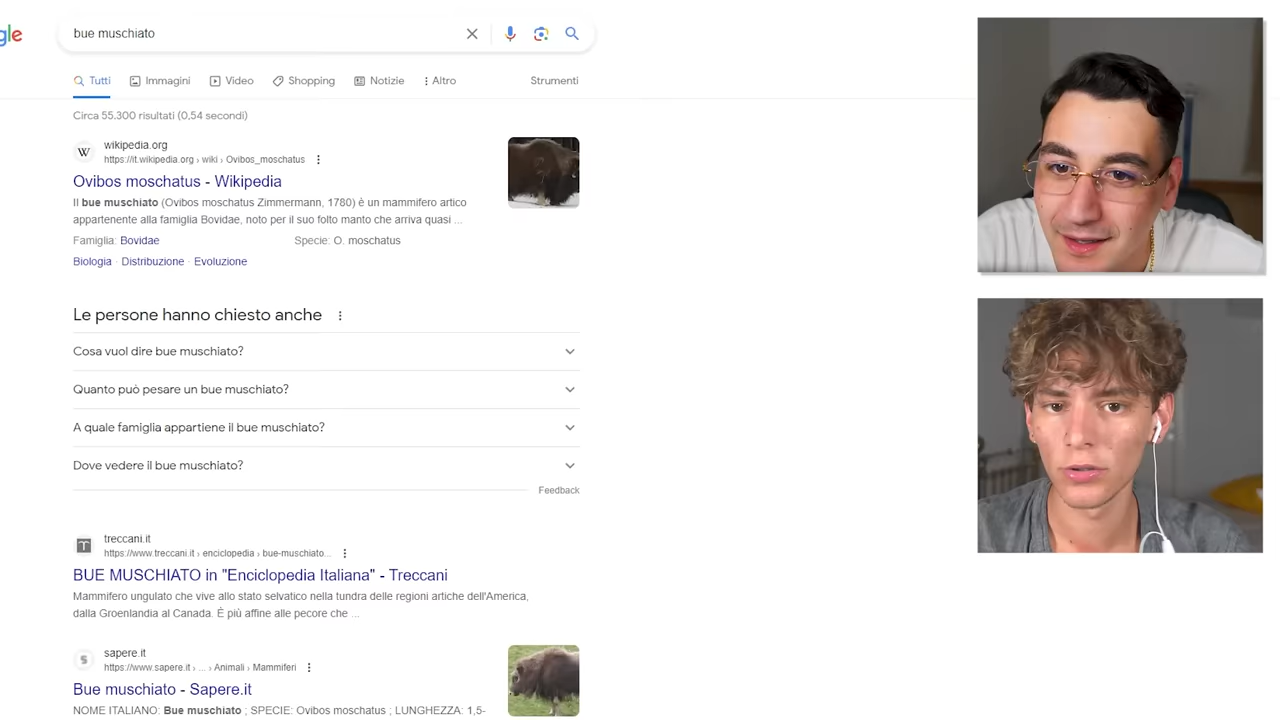 gle
bue muschiato
Tutti
Immagini
Video
Shopping
Notizie
Altro
Strumenti
Circa 55.300 risultati (0,54 secondi)
W
wikipedia.org
https://it.wikipedia.org › wiki › Ovibos_moschatus
Ovibos moschatus - Wikipedia
Il bue muschiato (Ovibos moschatus Zimmermann, 1780) è un mammifero artico
appartenente alla famiglia Bovidae, noto per il suo folto manto che arriva quasi ...
Famiglia: Bovidae
Specie: O. moschatus
Biologia · Distribuzione · Evoluzione
Le persone hanno chiesto anche
Cosa vuol dire bue muschiato?
Quanto può pesare un bue muschiato?
A quale famiglia appartiene il bue muschiato?
Dove vedere il bue muschiato?
Feedback
treccani.it
https://www.treccani.it › enciclopedia › bue-muschiato...
BUE MUSCHIATO in "Enciclopedia Italiana" - Treccani
Mammifero ungulato che vive allo stato selvatico nella tundra delle regioni artiche dell'America,
dalla Groenlandia al Canada. È più affine alle pecore che ...
sapere.it
https://www.sapere.it › ... › Animali › Mammiferi
Bue muschiato - Sapere.it
NOME ITALIANO: Bue muschiato ; SPECIE: Ovibos moschatus ; LUNGHEZZA: 1,5-